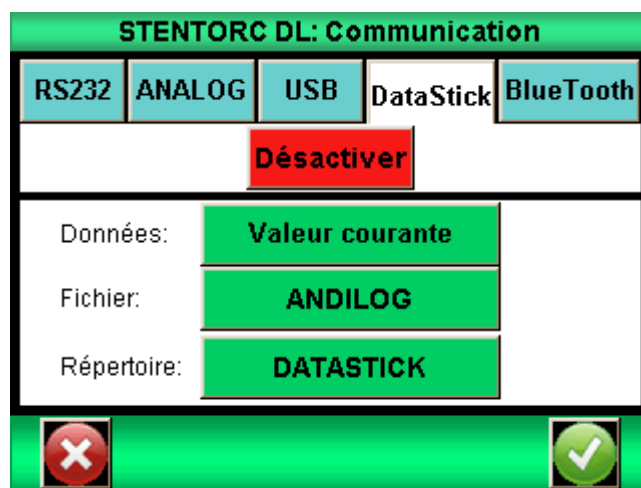 STENTORC DL: Communication
RS232 ANALOG USB DataStick BlueTooth
Désactiver
Données: Valeur courante
Fichier: ANDILOG
Répertoire: DATASTICK